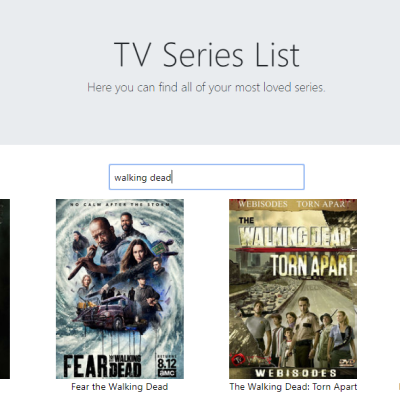 TV Series List
Here you can find all of your most loved series.
walking dead
NO CALM AFTER THE STORM
FEAR THE WALKING DEAD
8.12
AMC
Fear the Walking Dead
WEBISODES TORN APA
THE
WALKING DEAD
TORN APART
WEBISODES
DVD
The Walking Dead: Torn Apart